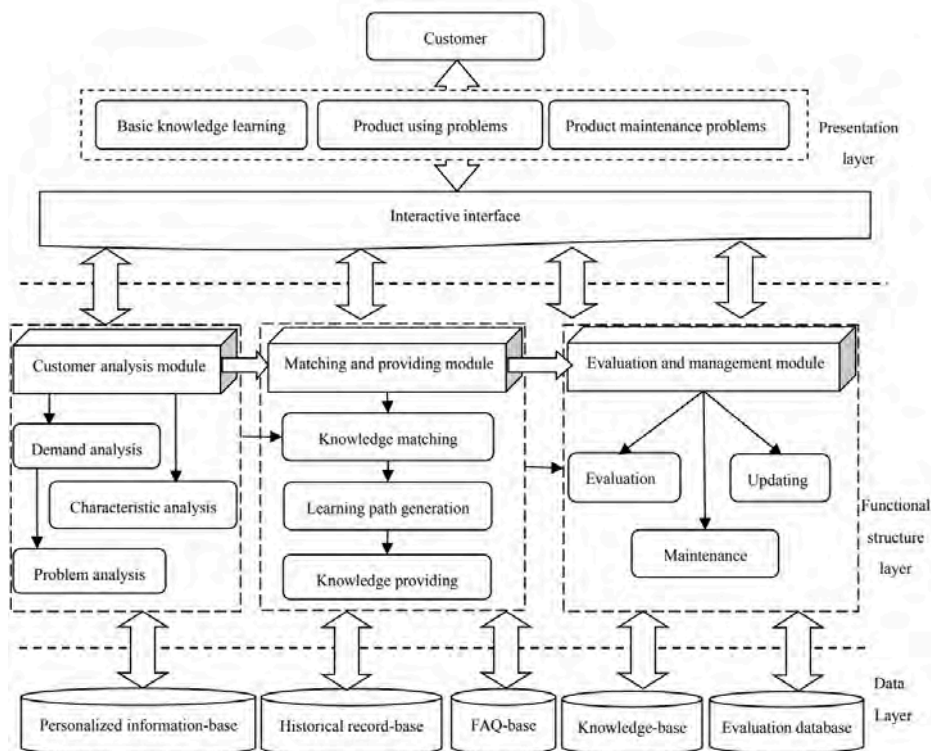 Customer
Basic knowledge learning
Product using problems
Product maintenance problems
Presentation
layer
Interactive interface
Customer analysis module
Matching and providing module
Evaluation and management module
Demand analysis
Characteristic analysis
Problem analysis
Knowledge matching
Learning path generation
Knowledge providing
Evaluation
Updating
Maintenance
Functional
structure
layer
Personalized information-base
Historical record-base
FAQ-base
Knowledge-base
Evaluation database
Data
Layer